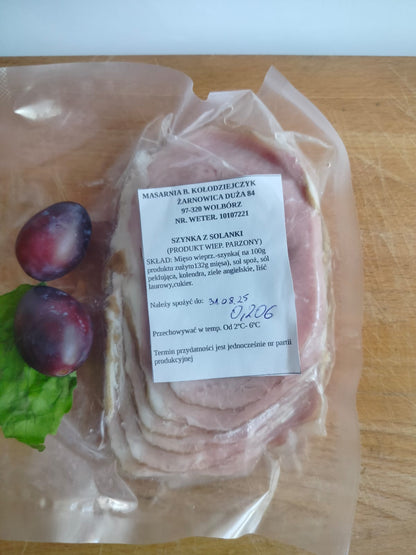 MASARNIA B. KOŁODZIEJCZYK
ŻARNOWICA DUŻA 84
97-320 WOLBÓRZ
NR. WETER. 10107221
SZYNKA Z SOLANKI
(PRODUKT WIEP. PARZONY)
SKŁAD: Mięso wieprz.-szynka( na 100g
produktu zużyto132g mięsa), sól spoż, sól
peklująca, kolendra, ziele angielskie, liść
laurowy,cukier.
Należy spożyć do: 31.08.25
0,206
Przechowywać w temp. Od 2°C- 6°C
Termin przydatności jest jednocześnie nr partii
produkcyjnej